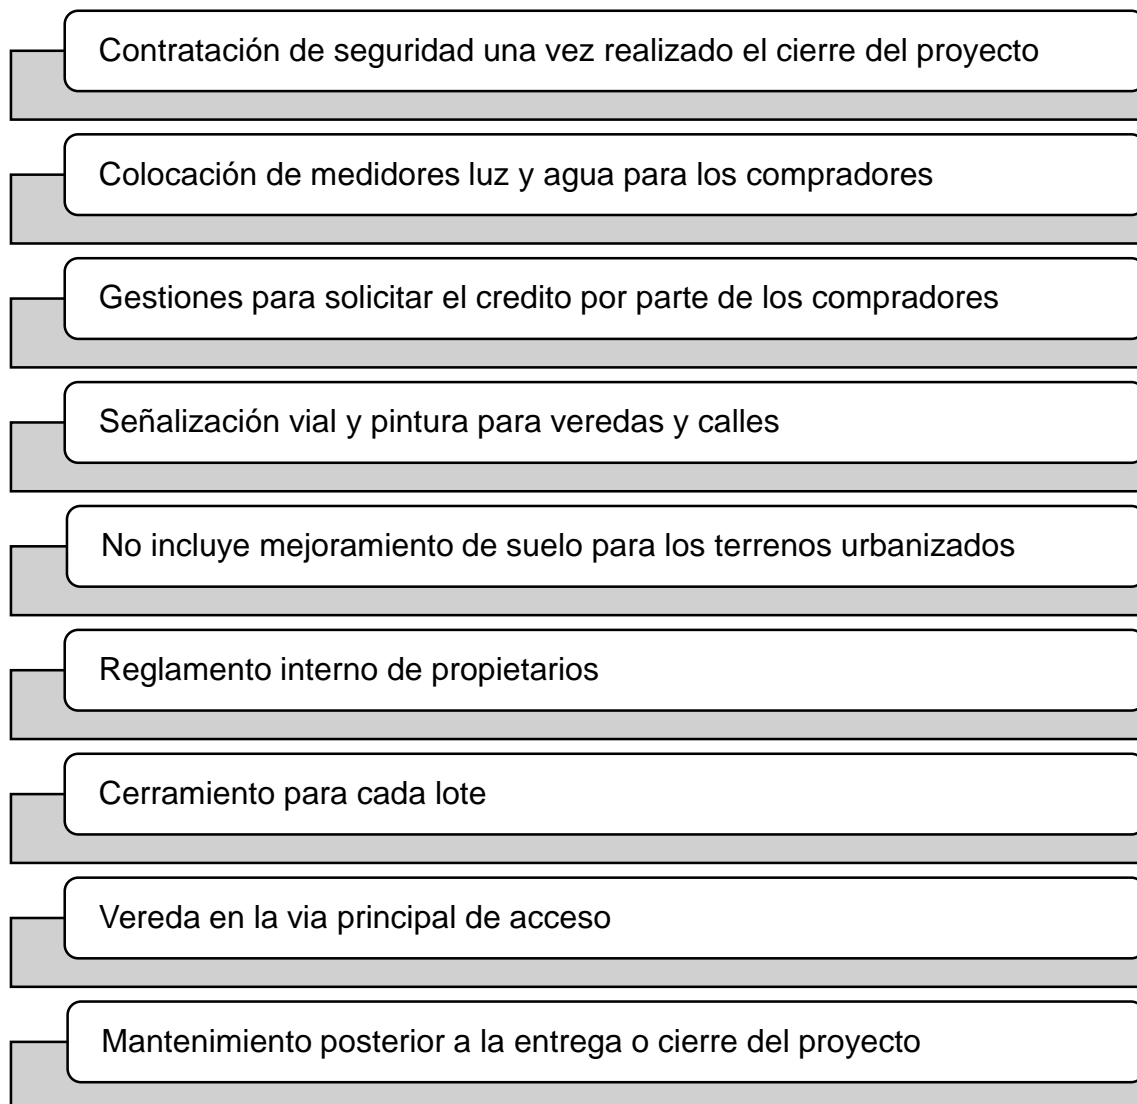 Contratación de seguridad una vez realizado el cierre del proyecto
Colocación de medidores luz y agua para los compradores
Gestiones para solicitar el credito por parte de los compradores
Señalización vial y pintura para veredas y calles
No incluye mejoramiento de suelo para los terrenos urbanizados
Reglamento interno de propietarios
Cerramiento para cada lote
Vereda en la via principal de acceso
Mantenimiento posterior a la entrega o cierre del proyecto